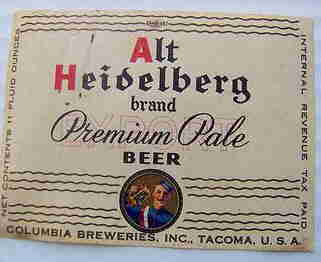 Alt
Heidelberg
brand
EXPORT
Premium Pale
BEER
NET CONTENTS 11 FLUID OUNCES
INTERNAL REVENUE TAX PAID
COLUMBIA BREWERIES, INC., TACOMA, U.S.A.